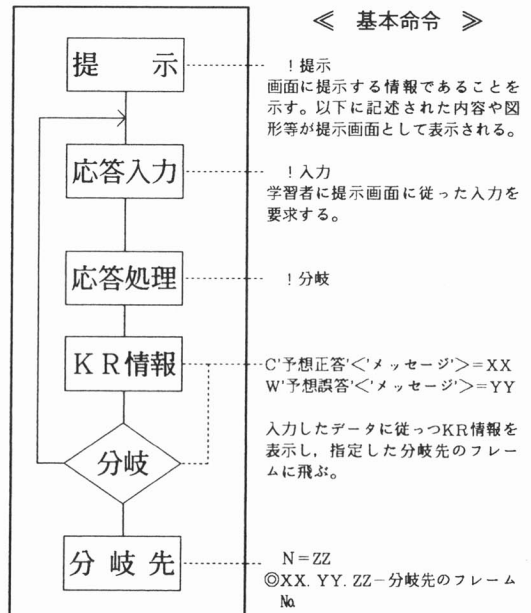 ≪ 基本命令 ≫
提 示
！提示
画面に提示する情報であることを
示す。以下に記述された内容や図
形等が提示画面として表示される。
応答入力
！入力
学習者に提示画面に従った入力を
要求する。
応答処理
！分岐
KR情報
C'予想正答'<'メッセージ'>=XX
W'予想誤答'<'メッセージ'>=YY
入力したデータに従っつKR情報を
表示し，指定した分岐先のフレー
ムに飛ぶ。
分岐
分岐先
N=ZZ
◎XX. YY. ZZ－分岐先のフレーム
№